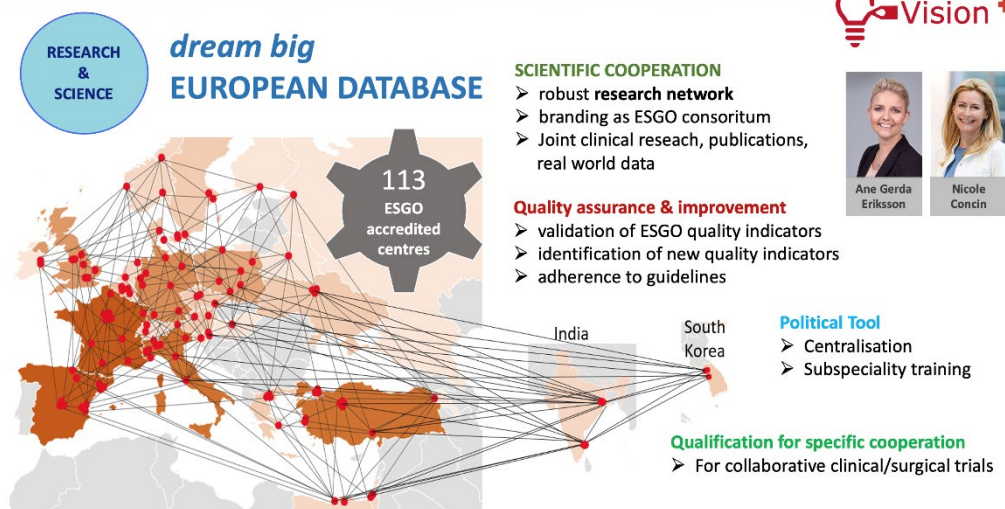 Vision
RESEARCH
&
SCIENCE
dream big
EUROPEAN DATABASE
113
ESGO
accredited
centres
SCIENTIFIC COOPERATION
➢ robust research network
➢ branding as ESGO consoritum
➢ Joint clinical reseach, publications,
real world data
Ane Gerda
Eriksson
Nicole
Concin
Quality assurance & improvement
➢ validation of ESGO quality indicators
➢ identification of new quality indicators
➢ adherence to guidelines
India
South
Korea
Political Tool
➢ Centralisation
➢ Subspeciality training
Qualification for specific cooperation
➢ For collaborative clinical/surgical trials